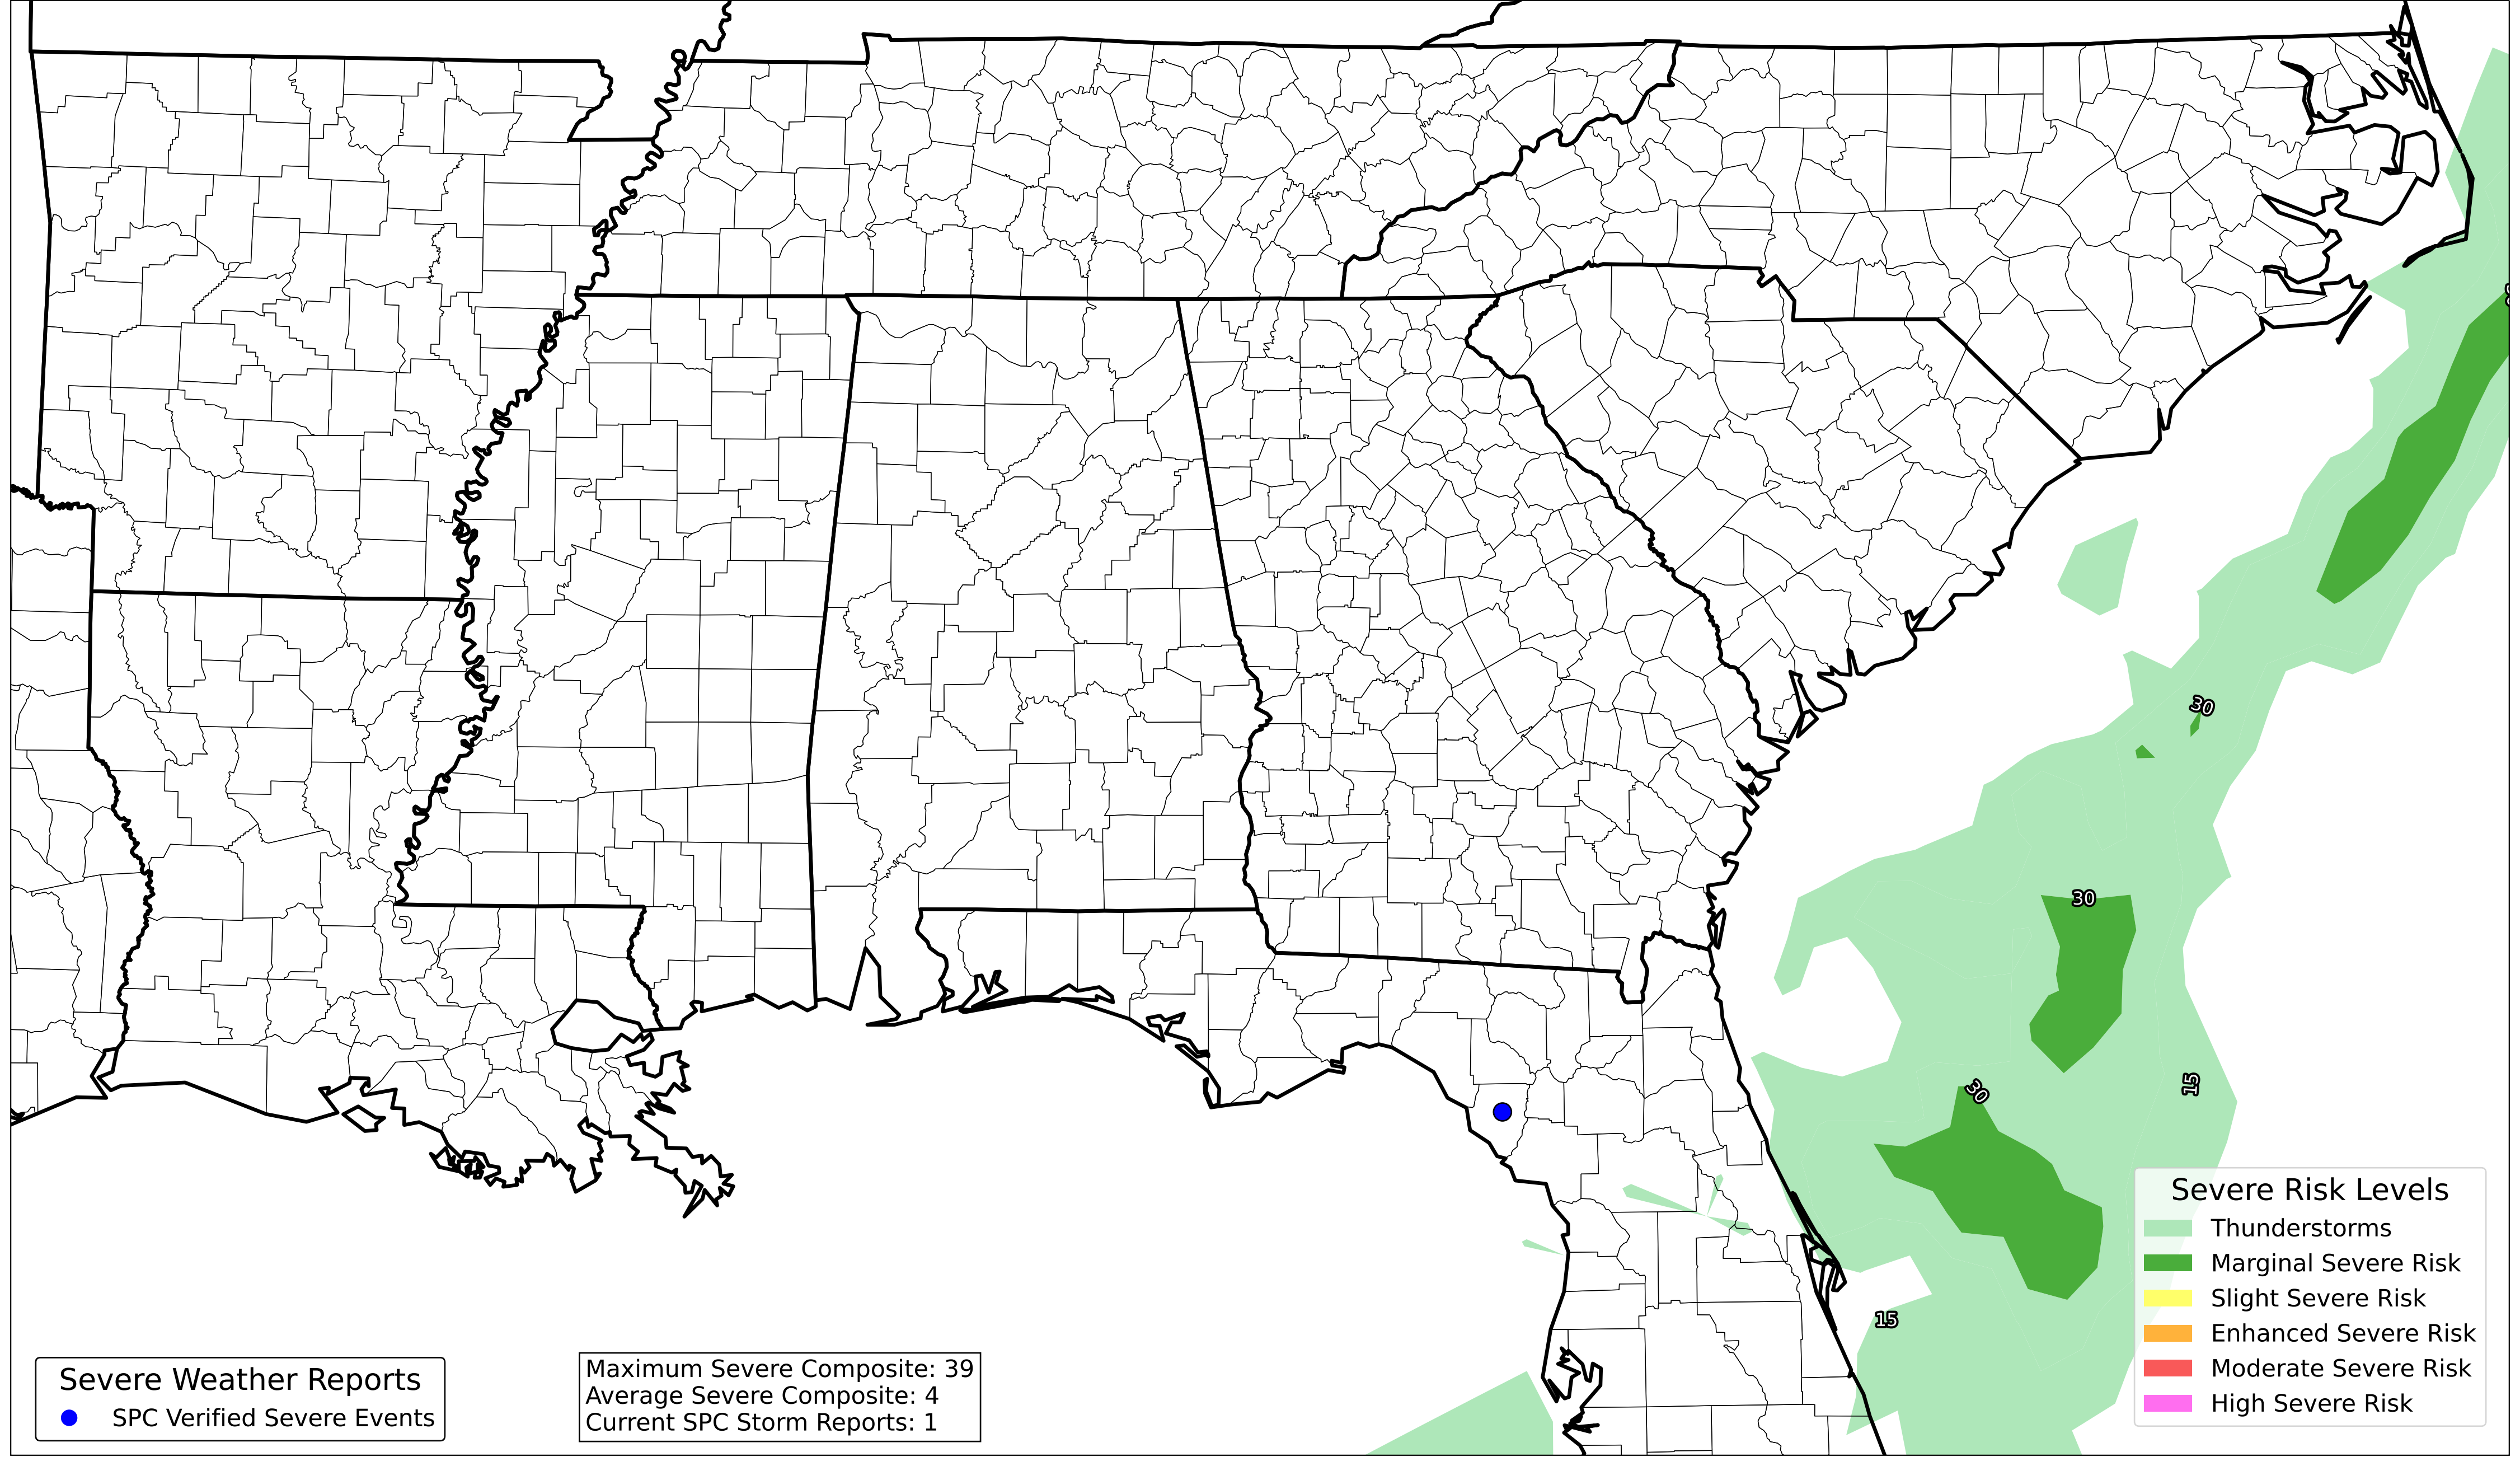 30
30
30
15
15
Severe Risk Levels
Thunderstorms
Marginal Severe Risk
Slight Severe Risk
Enhanced Severe Risk
Moderate Severe Risk
High Severe Risk
Severe Weather Reports
SPC Verified Severe Events
Maximum Severe Composite: 39
Average Severe Composite: 4
Current SPC Storm Reports: 1